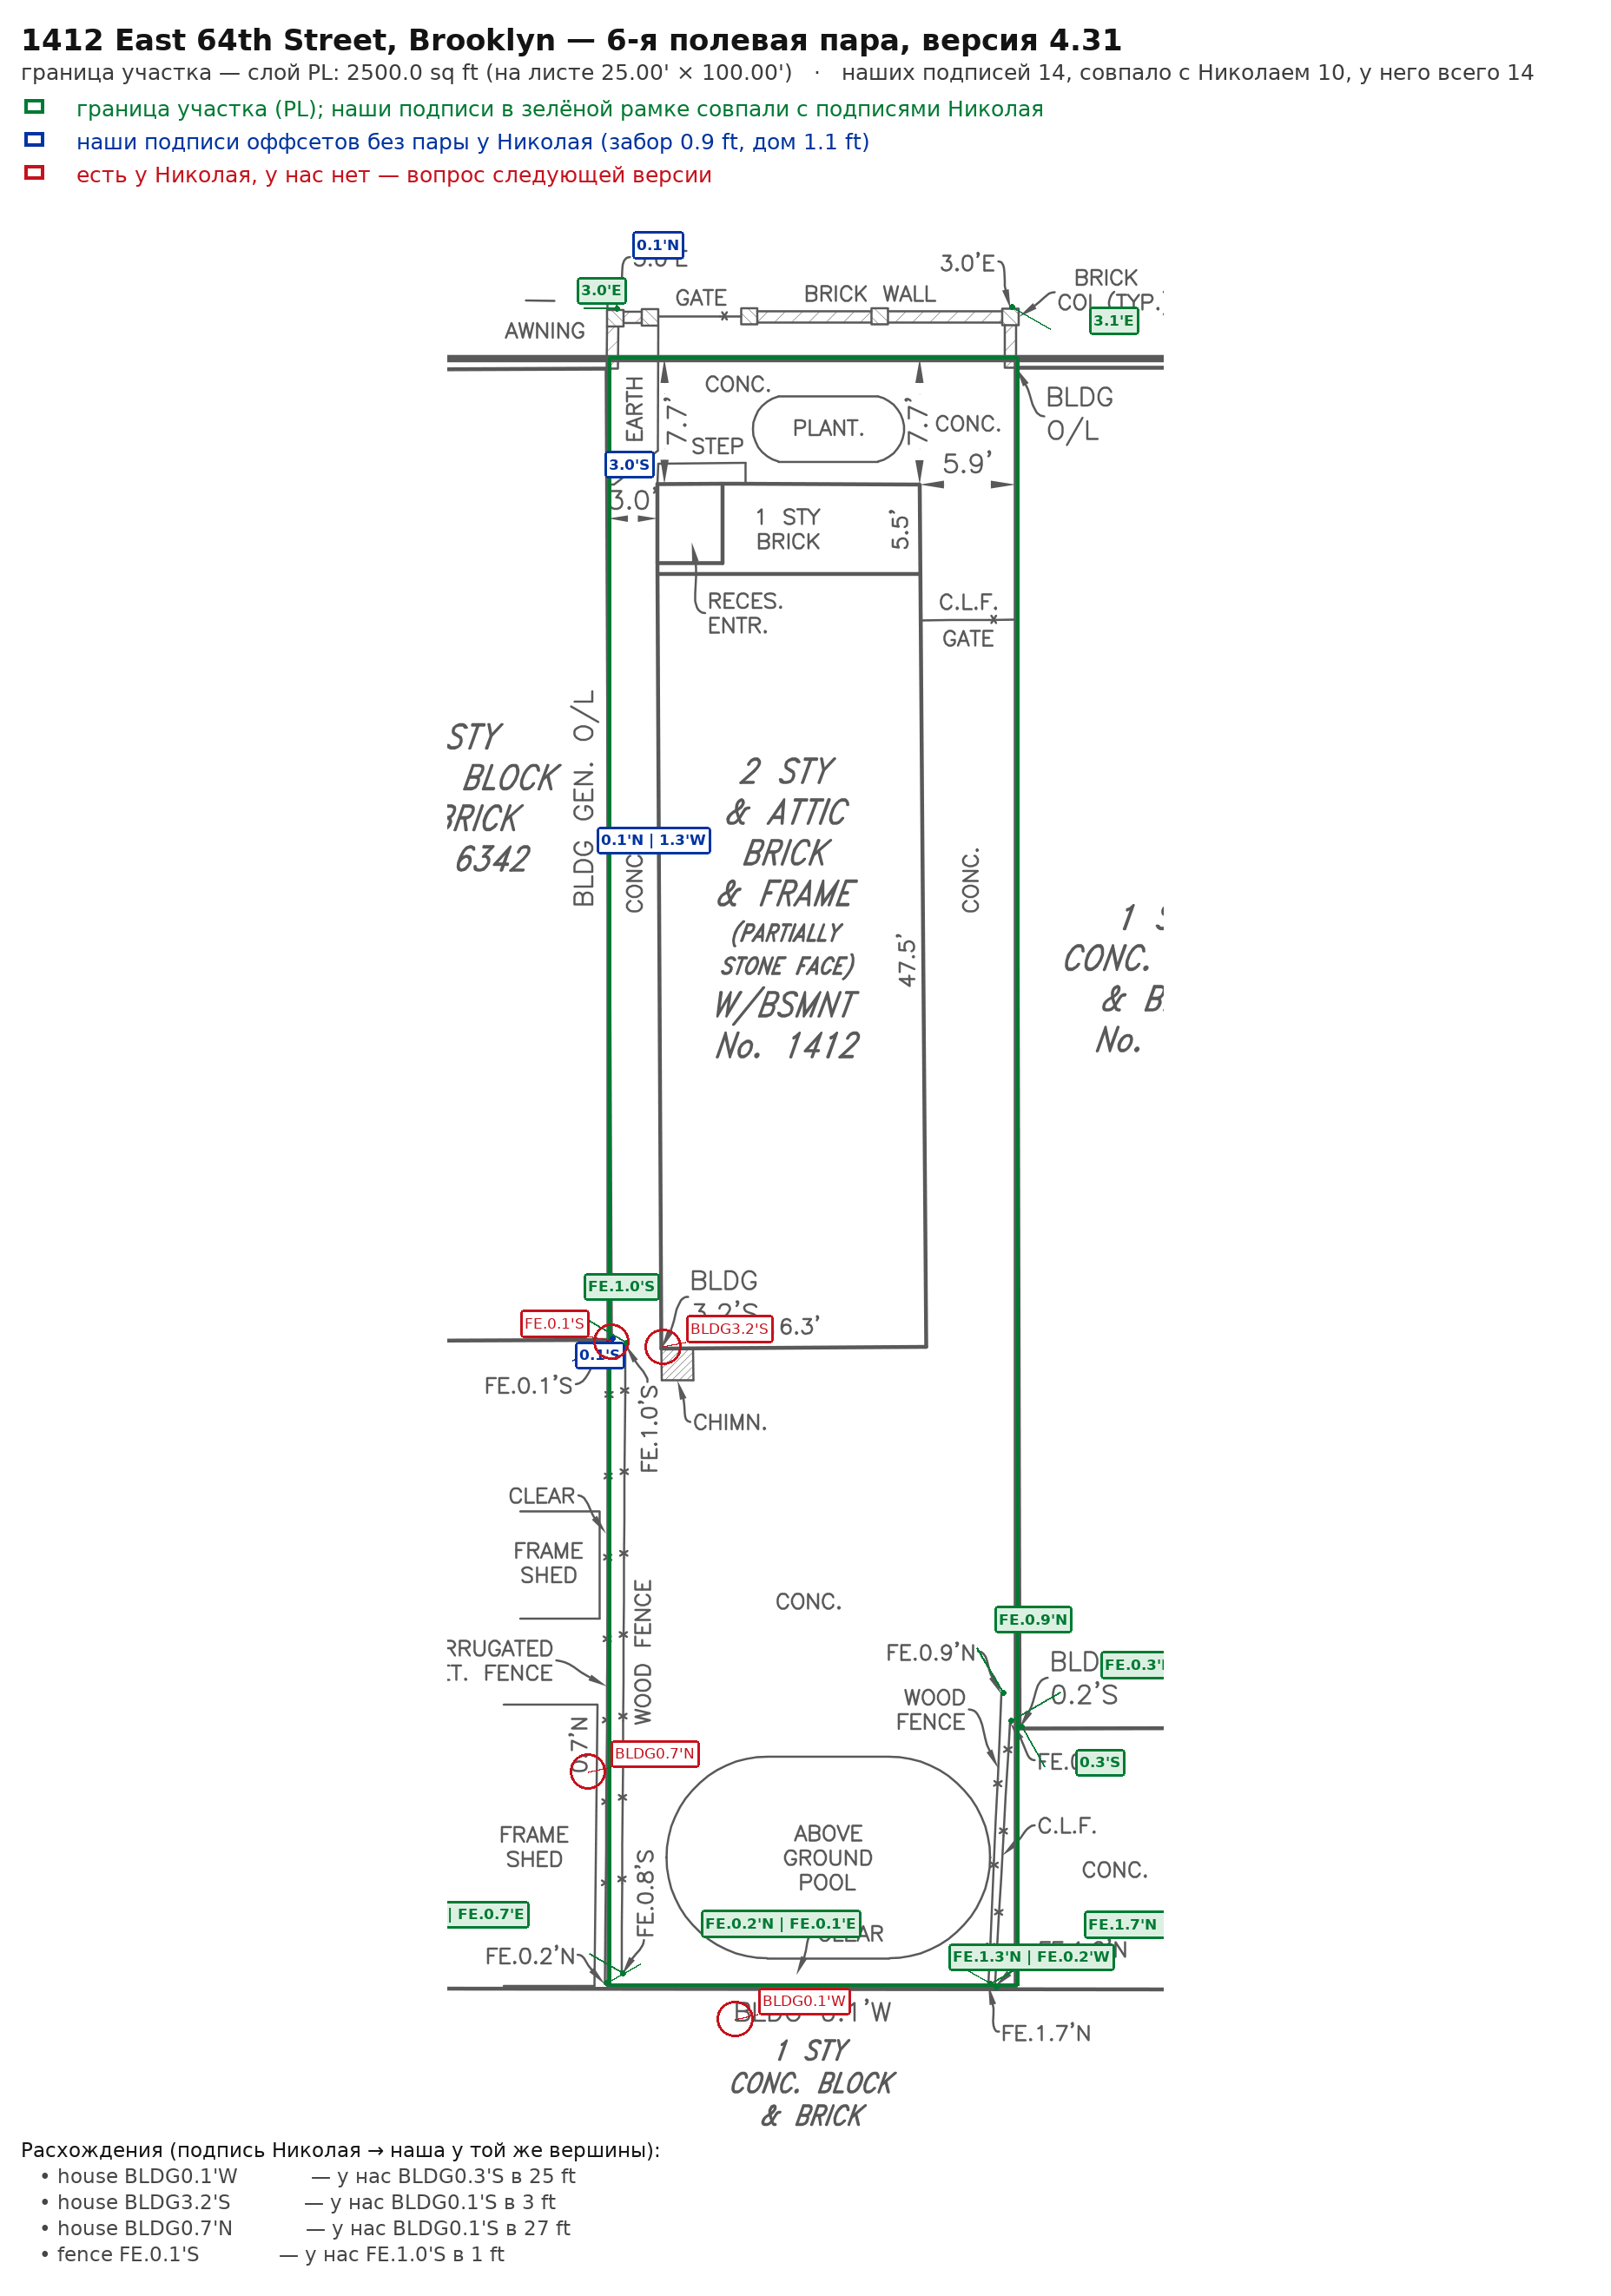 1412 East 64th Street, Brooklyn — 6-я полевая пара, версия 4.31
граница участка — слой PL: 2500.0 sq ft (на листе 25.00' × 100.00')   ·   наших подписей 14, совпало с Николаем 10, у него всего 14
граница участка (PL); наши подписи в зелёной рамке совпали с подписями Николая
наши подписи оффсетов без пары у Николая (забор 0.9 ft, дом 1.1 ft)
есть у Николая, у нас нет — вопрос следующей версии
0.1'N
3.0'E
3.0'E
BRICK
COL (TYP.)
3.1'E
GATE
BRICK WALL
AWNING
EARTH
CONC.
7.7'
PLANT.
7.7'
CONC.
BLDG
O/L
STEP
3.0'S
5.9'
3.0'
1 STY
BRICK
5.5'
RECES.
ENTR.
C.L.F.
GATE
BLDG GEN. O/L
STY
BLOCK
BRICK
6342
0.1'N | 1.3'W
CONC
2 STY
& ATTIC
BRICK
& FRAME
(PARTIALLY
STONE FACE)
W/BSMNT
No. 1412
47.5'
CONC.
1
CONC.
&
No.
FE.1.0'S
BLDG
3.2'S
FE.0.1'S
BLDG3.2'S
6.3'
0.1'S
FE.0.1'S
FE.1.0'S
CHIMN.
CLEAR
FRAME
SHED
WOOD FENCE
CONC.
FE.0.9'N
RRUGATED
T. FENCE
FE.0.9'N
BLD
FE.0.3'
0.2'S
WOOD
FENCE
0.7'N
BLDG0.7'N
0.3'S
ABOVE
GROUND
POOL
FRAME
SHED
C.L.F.
CONC.
FE.0.8'S
| FE.0.7'E
FE.0.2'N | FE.0.1'E
FE.1.7'N
FE.0.2'N
FE.1.3'N | FE.0.2'W
BLDG0.1'W
FE.1.7'N
1 STY
CONC. BLOCK
& BRICK
Расхождения (подпись Николая → наша у той же вершины):
• house BLDG0.1'W — у нас BLDG0.3'S в 25 ft
• house BLDG3.2'S — у нас BLDG0.1'S в 3 ft
• house BLDG0.7'N — у нас BLDG0.1'S в 27 ft
• fence FE.0.1'S — у нас FE.1.0'S в 1 ft